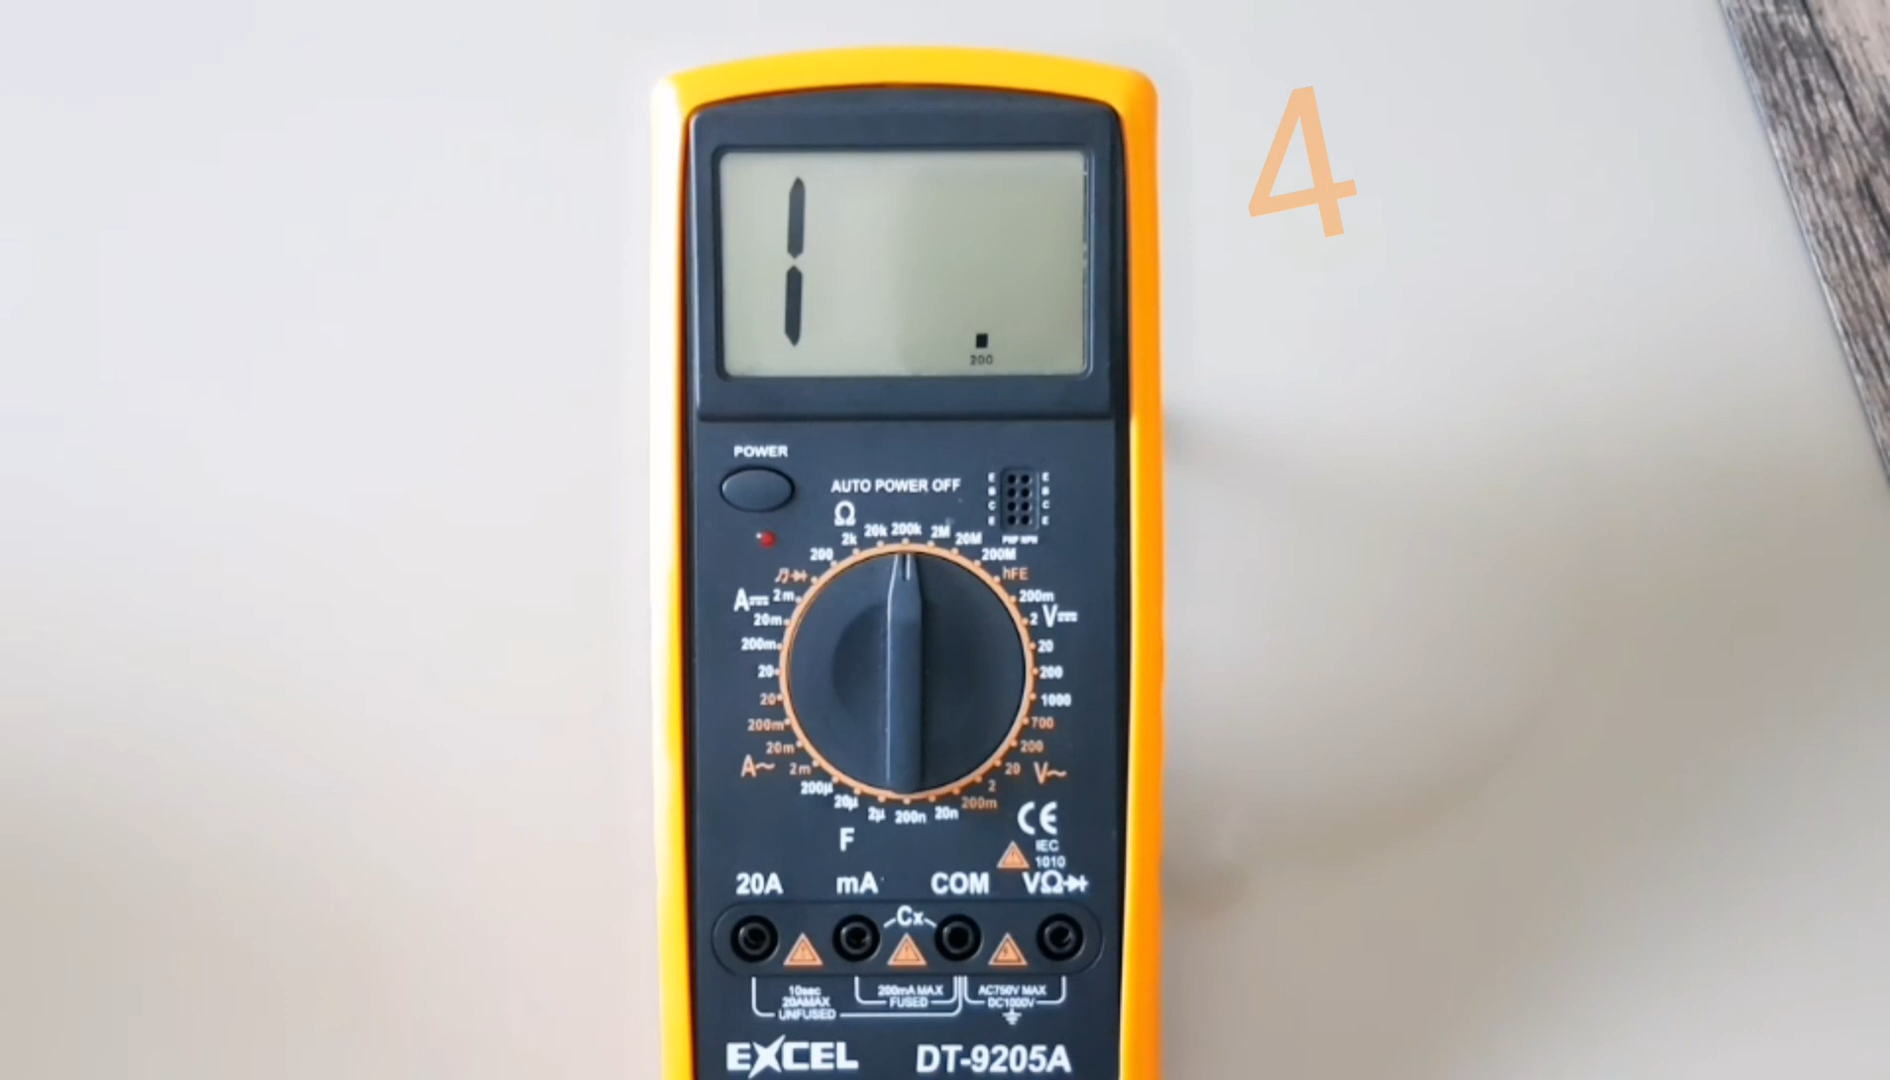 4
1 .
200
POWER
AUTO POWER OFF
E E
B B
C C
E E
PNP NPN
Ω
200 2k 20k 200k 2M 20M 200M
hFE
A 2m
20m
200m
20
20
200m
20m
A~ 2m
200m
2 V
20
200
1000
700
200
20 V~
2
200m
200µ 20µ 2µ 200n 20n
F
CE
IEC
1010
20A mA COM VΩ
Cx
10sec
20AMAX
UNFUSED
200mA MAX
FUSED
AC750V MAX
DC1000V
EXCEL DT-9205A